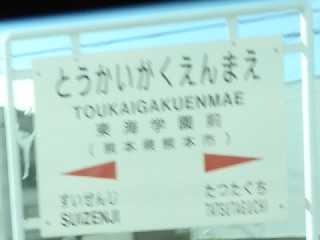 とうかいがくえんまえ
TOUKAIGAKUENMAE
東海学園前
(熊本県熊本市)
すいぜんじ たつたぐち
SUIZENJI TATSUTAGUCHI